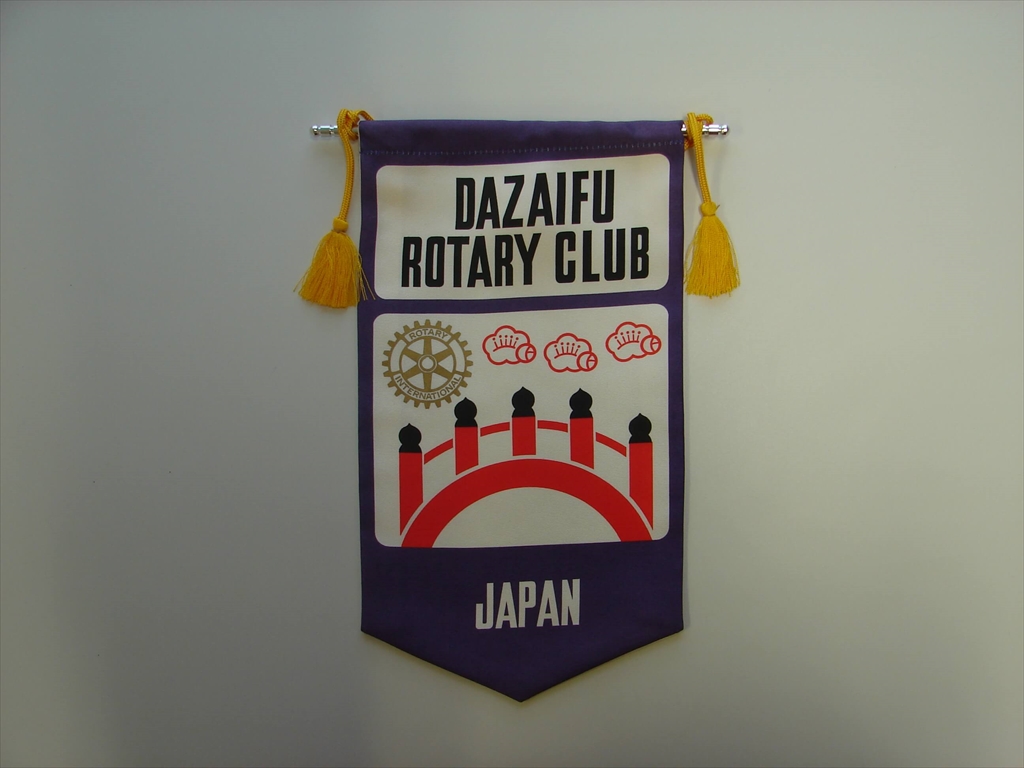 DAZAIFU
ROTARY CLUB
ROTARY
INTERNATIONAL
JAPAN